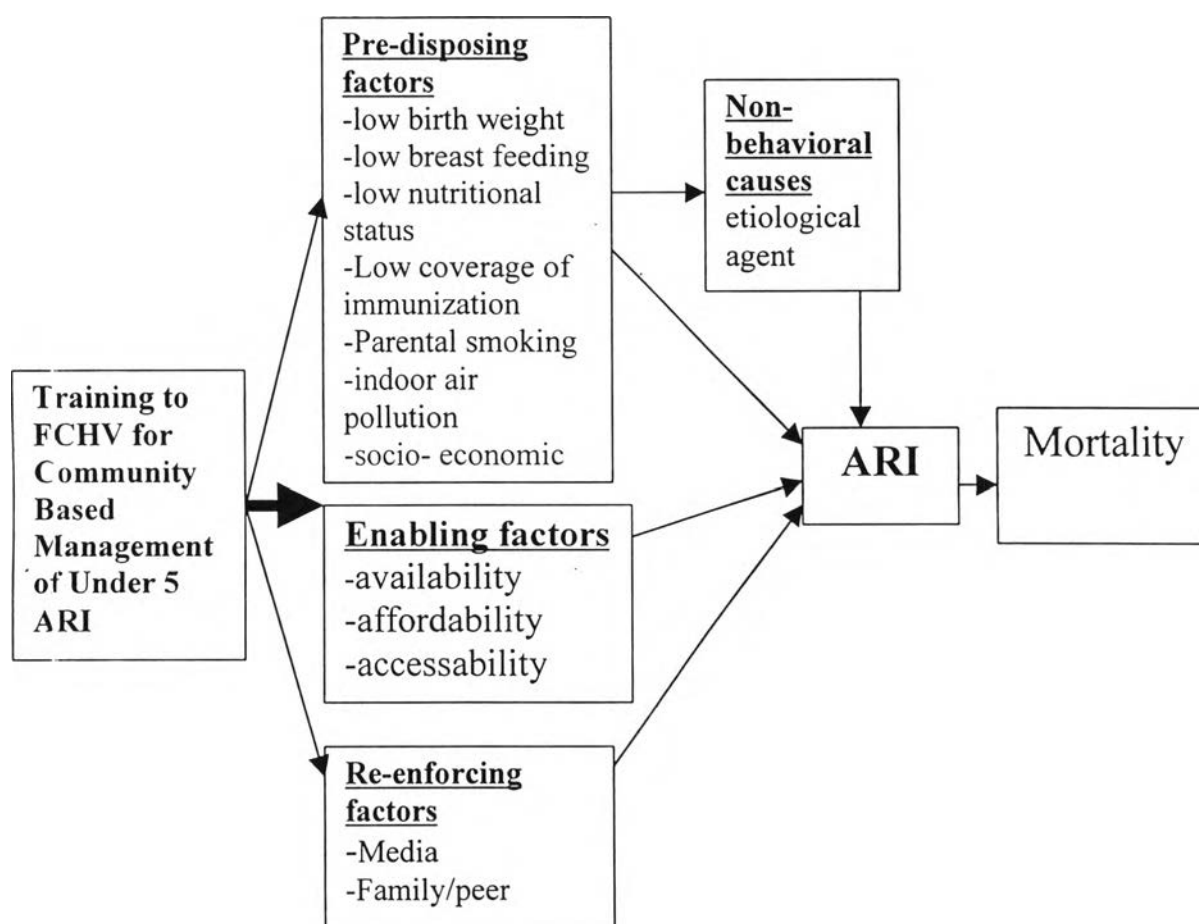 Training to
FCHV for
Community
Based
Management
of Under 5
ARI
Pre-disposing
factors
-low birth weight
-low breast feeding
-low nutritional
status
-Low coverage of
immunization
-Parental smoking
-indoor air
pollution
-socio- economic
Enabling factors
-availability
-affordability
-accessability
Re-enforcing
factors
-Media
-Family/peer
Non-
behavioral
causes
etiological
agent
ARI
Mortality